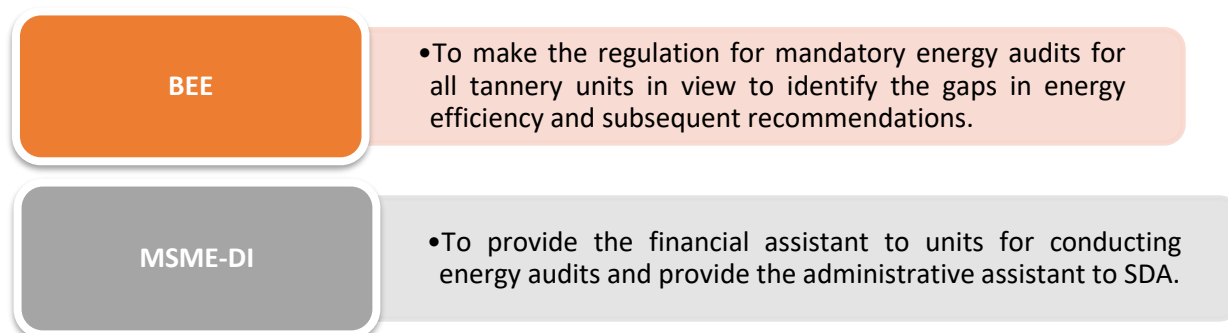 BEE
•To make the regulation for mandatory energy audits for
all tannery units in view to identify the gaps in energy
efficiency and subsequent recommendations.
MSME-DI
•To provide the financial assistant to units for conducting
energy audits and provide the administrative assistant to SDA.